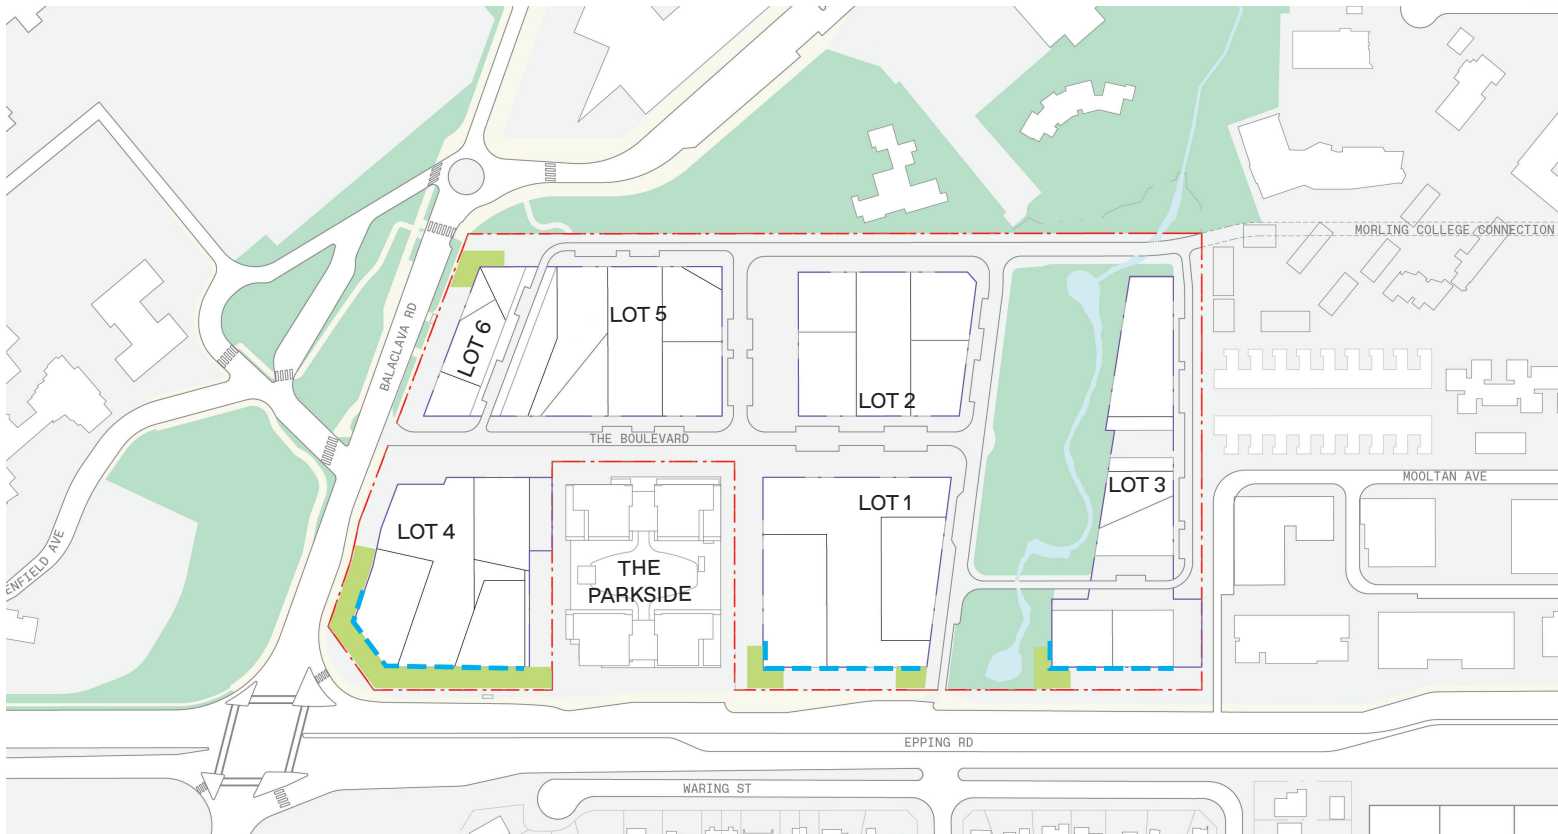 MORLING COLLEGE CONNECTION
BALACLAVA RD
LOT 6
LOT 5
LOT 2
THE BOULEVARD
MOOLTAN AVE
LOT 3
LOT 1
LOT 4
THE
PARKSIDE
ENFIELD AVE
EPPING RD
WARING ST